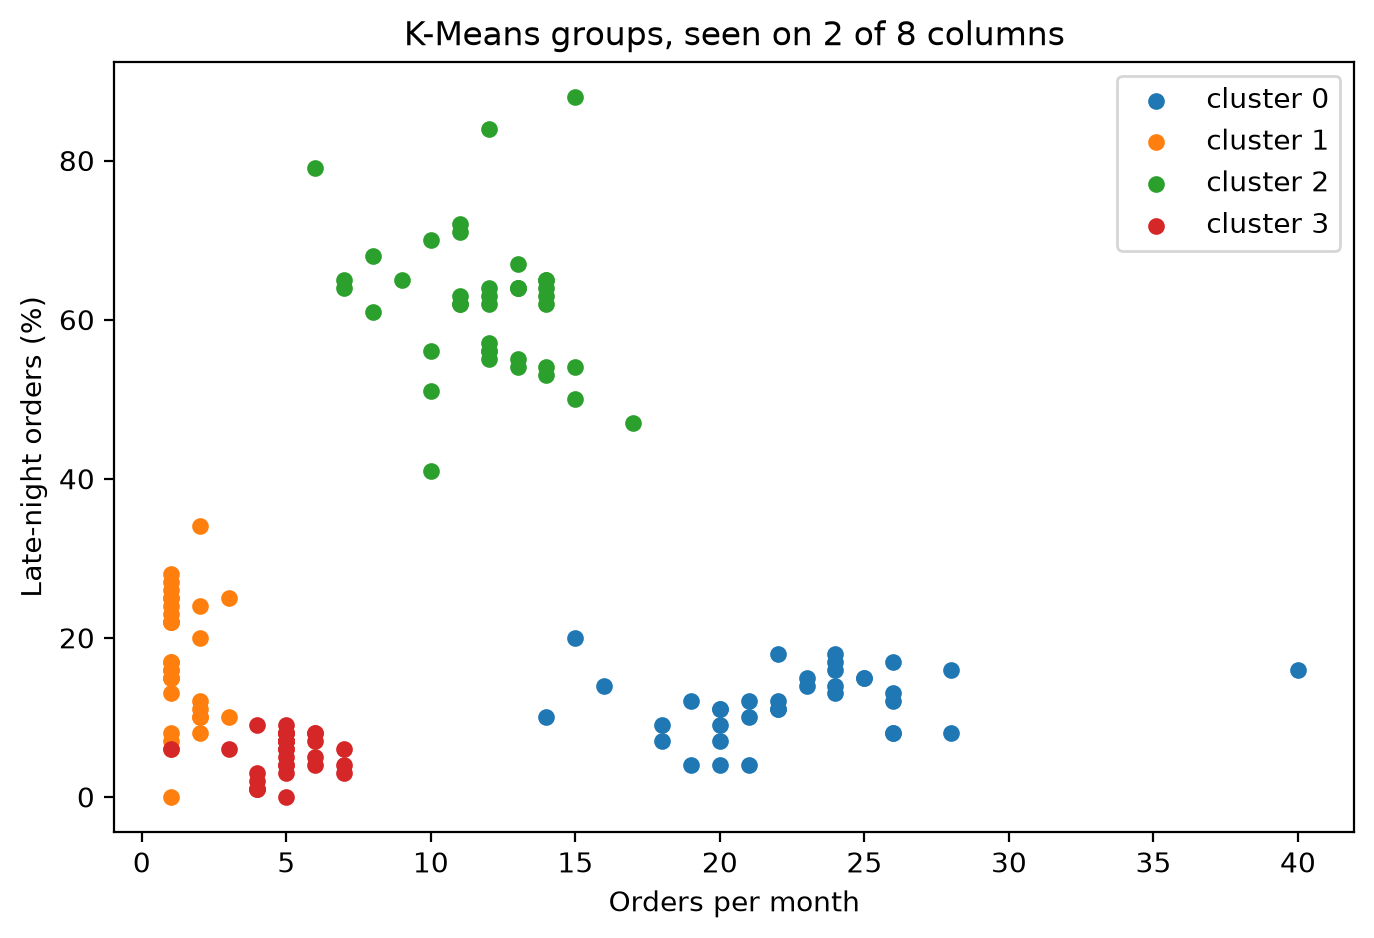 K-Means groups, seen on 2 of 8 columns
cluster 0
cluster 1
cluster 2
cluster 3
Late-night orders (%)
80
60
40
20
0
0 5 10 15 20 25 30 35 40
Orders per month